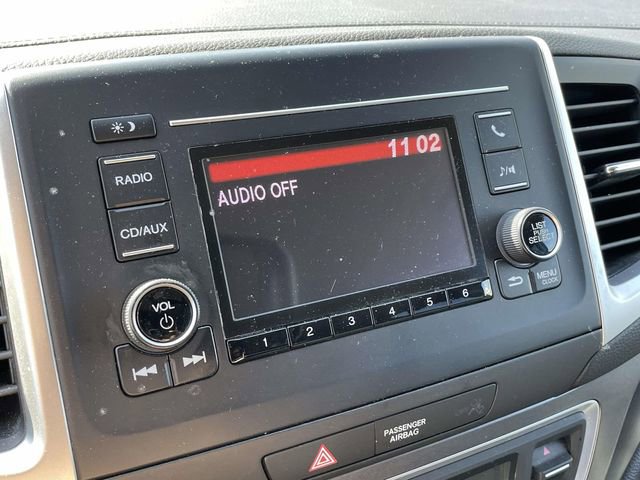 11 02
AUDIO OFF
RADIO
CD/AUX
VOL
1 2 3 4 5 6
LIST
PUSH
SELECT
MENU
CLOCK
PASSENGER
AIRBAG